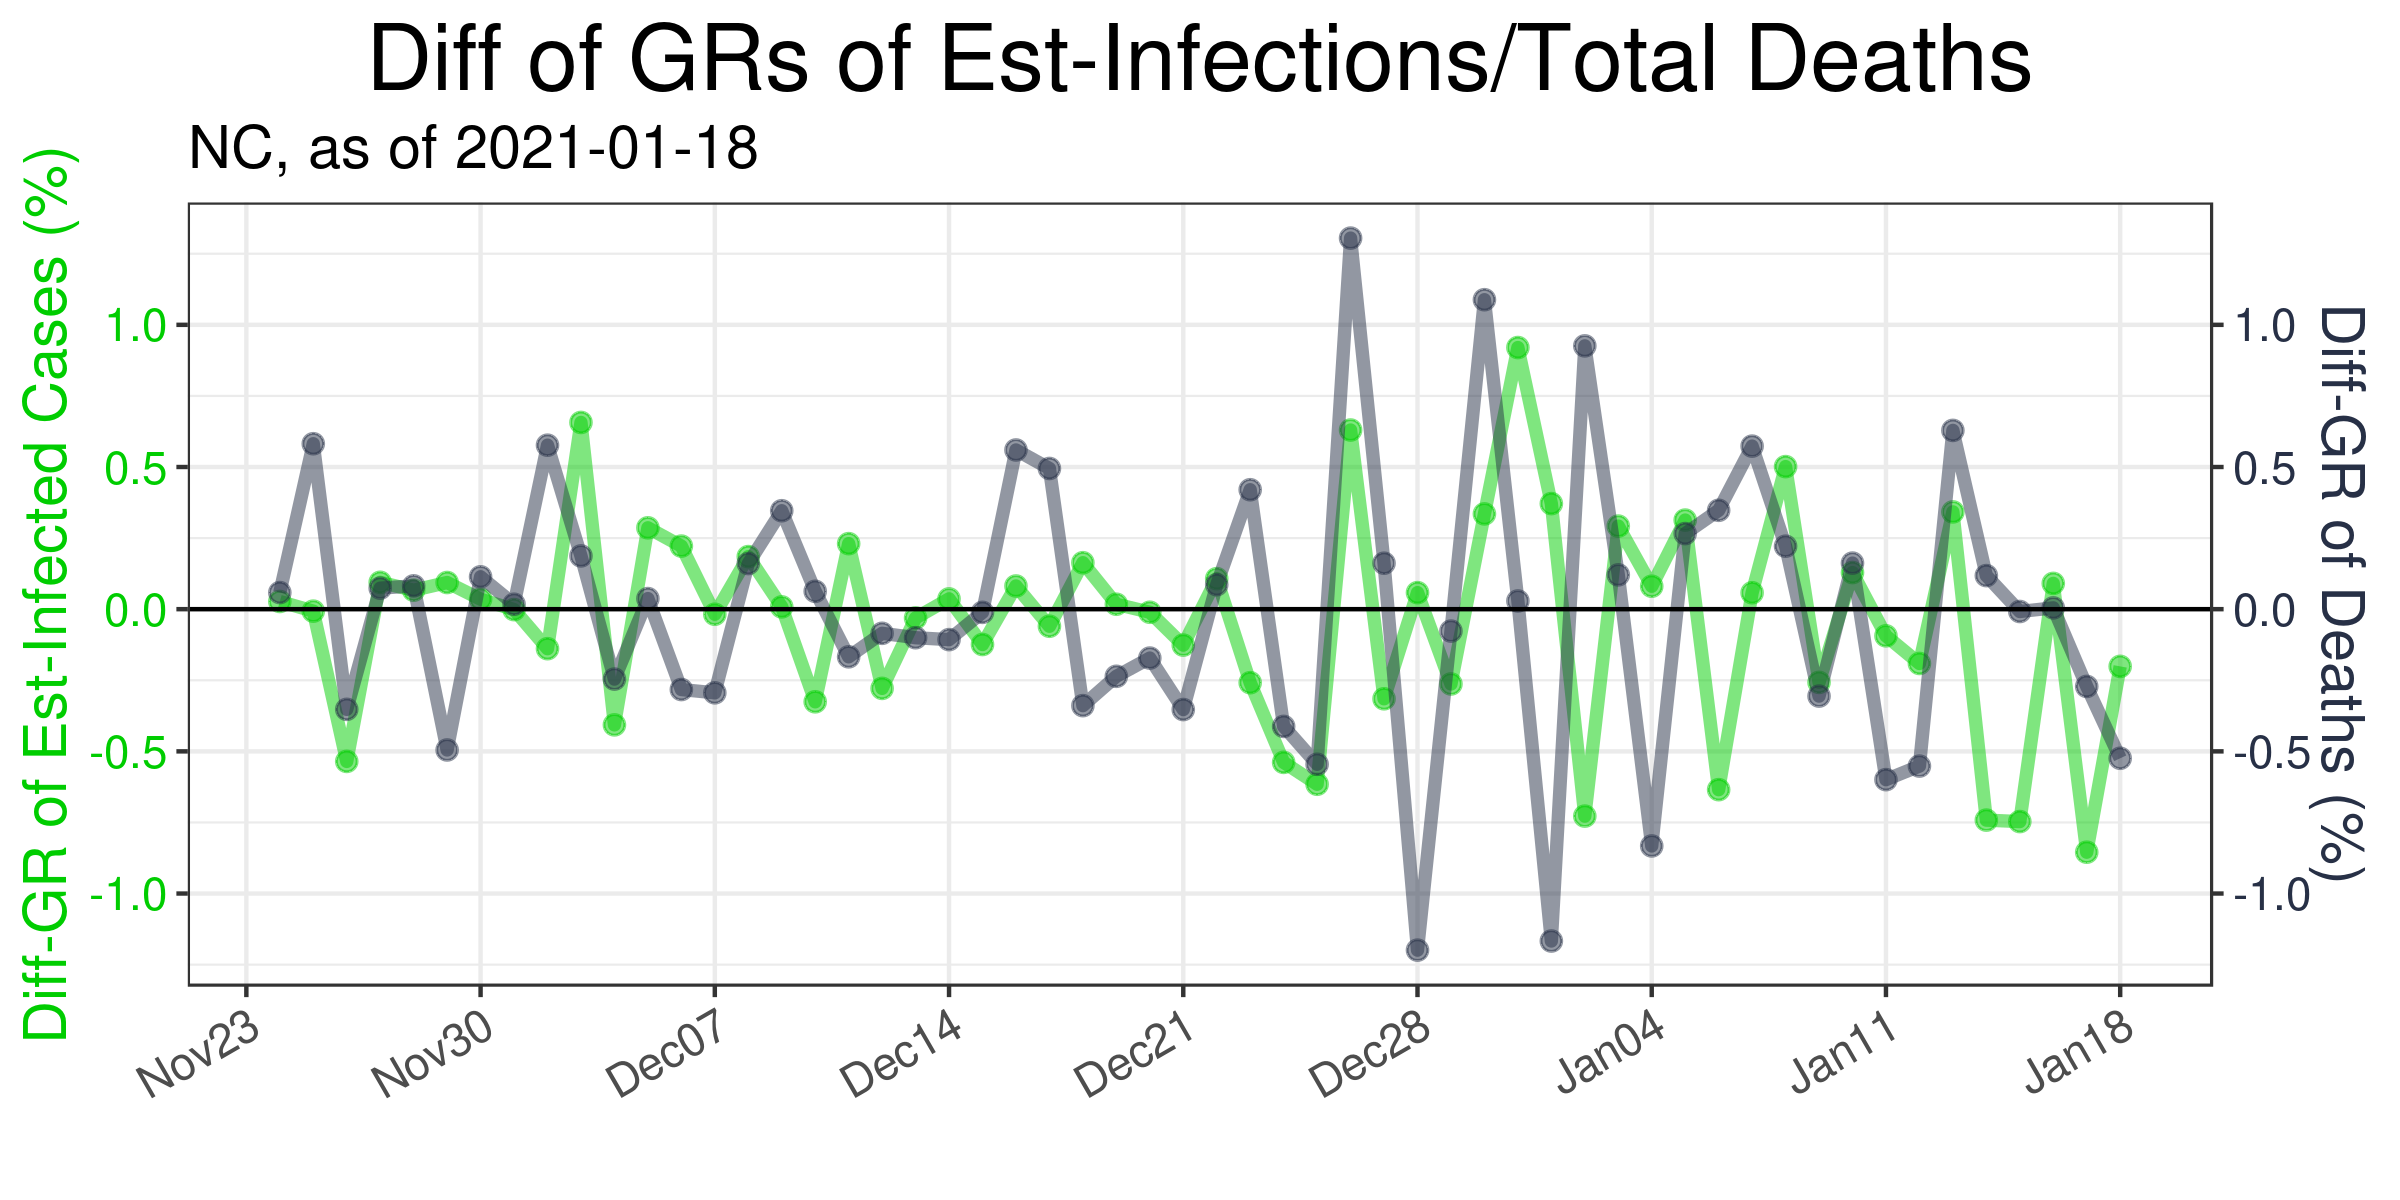 Diff of GRs of Est-Infections/Total Deaths
NC, as of 2021-01-18
Diff-GR of Est-Infected Cases (%)
1.0
0.5
0.0
-0.5
-1.0
1.0
0.5
0.0
-0.5
-1.0
Diff-GR of Deaths (%)
Nov23
Nov30
Dec07
Dec14
Dec21
Dec28
Jan04
Jan11
Jan18